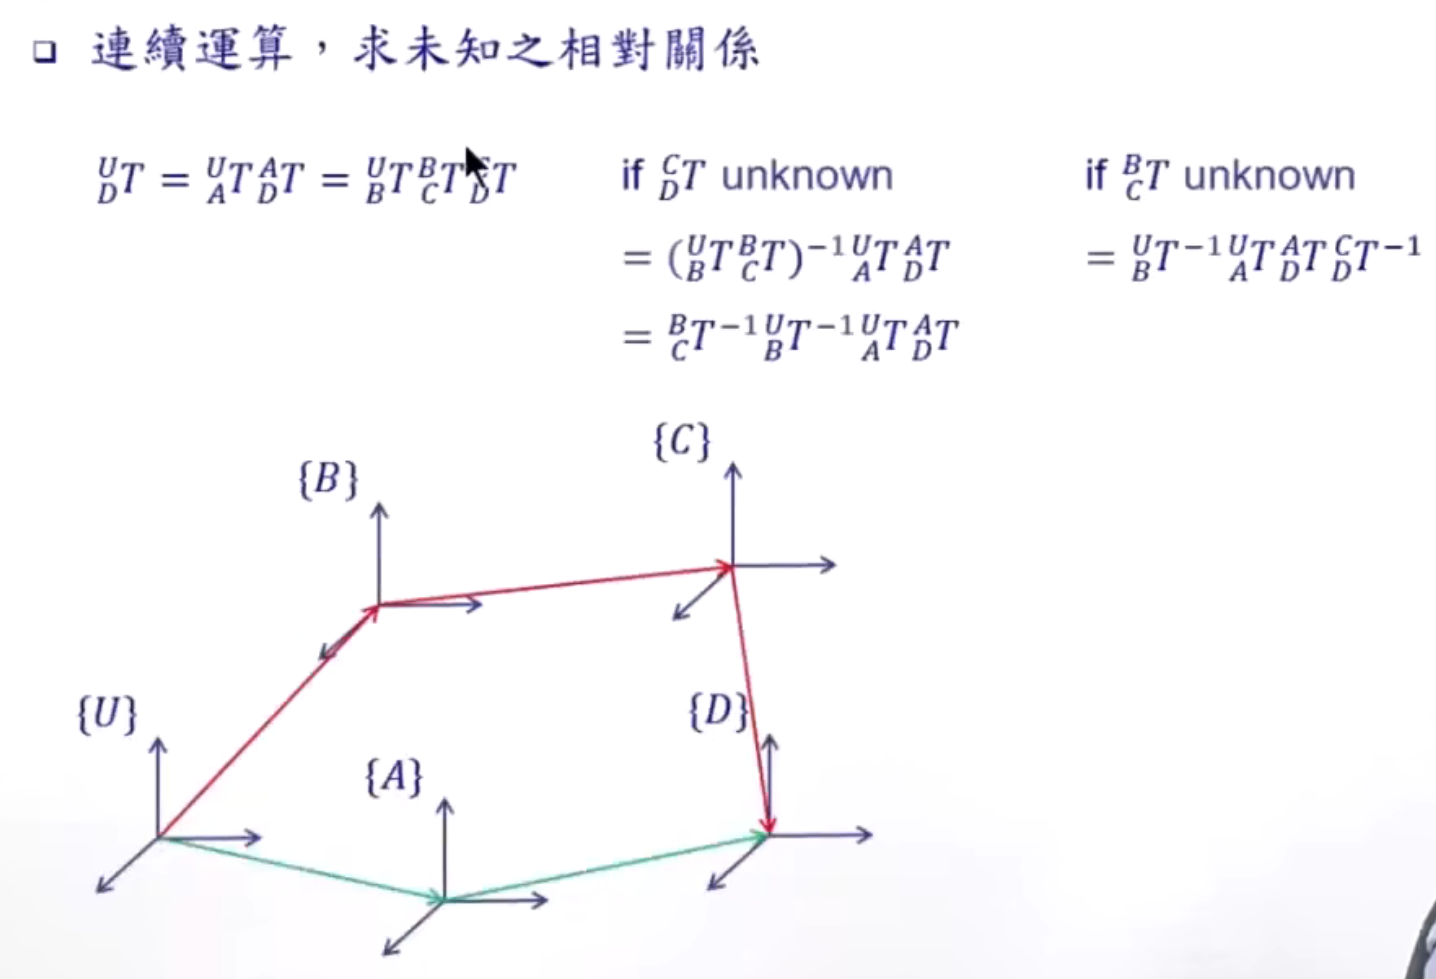 ❑ 連續運算，求未知之相對關係
${}^{U}_{D}T = {}^{U}_{A}T\,{}^{A}_{D}T = {}^{U}_{B}T\,{}^{B}_{C}T\,{}^{C}_{D}T$
if ${}^{C}_{D}T$ unknown
$= ({}^{U}_{B}T\,{}^{B}_{C}T)^{-1}\,{}^{U}_{A}T\,{}^{A}_{D}T$
$= {}^{B}_{C}T^{-1}\,{}^{U}_{B}T^{-1}\,{}^{U}_{A}T\,{}^{A}_{D}T$
if ${}^{B}_{C}T$ unknown
$= {}^{U}_{B}T^{-1}\,{}^{U}_{A}T\,{}^{A}_{D}T\,{}^{C}_{D}T^{-1}$
{C}
{B}
{D}
{U}
{A}